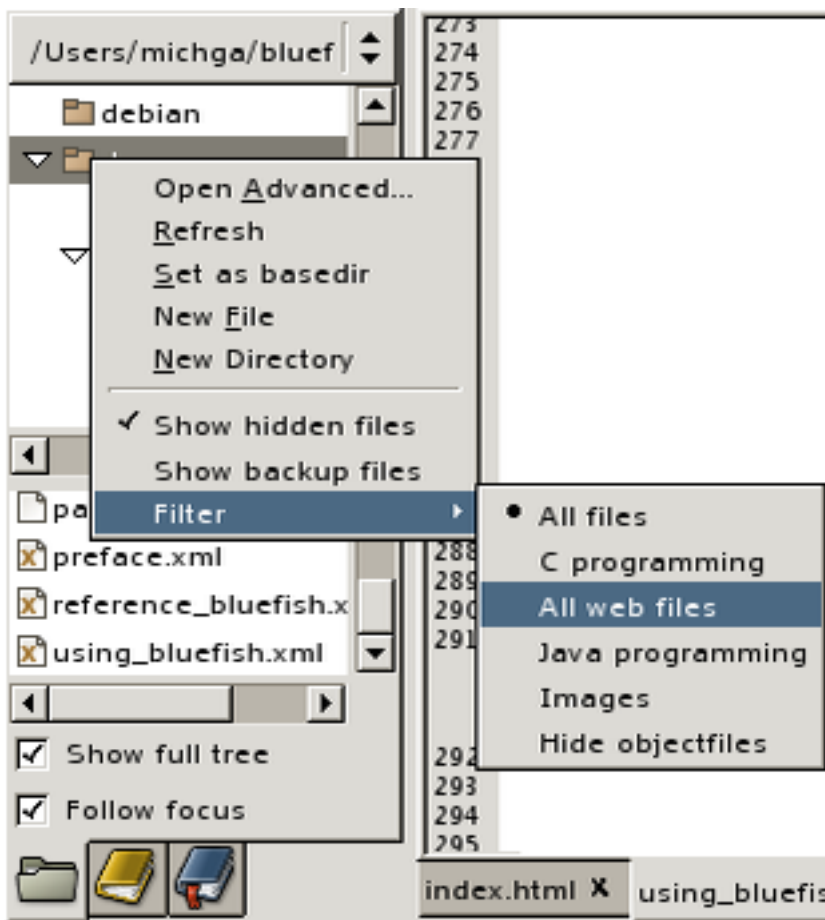 /Users/michga/bluef
debian
Open Advanced...
Refresh
Set as basedir
New File
New Directory
Show hidden files
Show backup files
Filter
All files
C programming
All web files
Java programming
Images
Hide objectfiles
pa
preface.xml
reference_bluefish.x
using_bluefish.xml
Show full tree
Follow focus
273
274
275
276
277
288
289
290
291
292
293
294
295
index.html X
using_bluefis